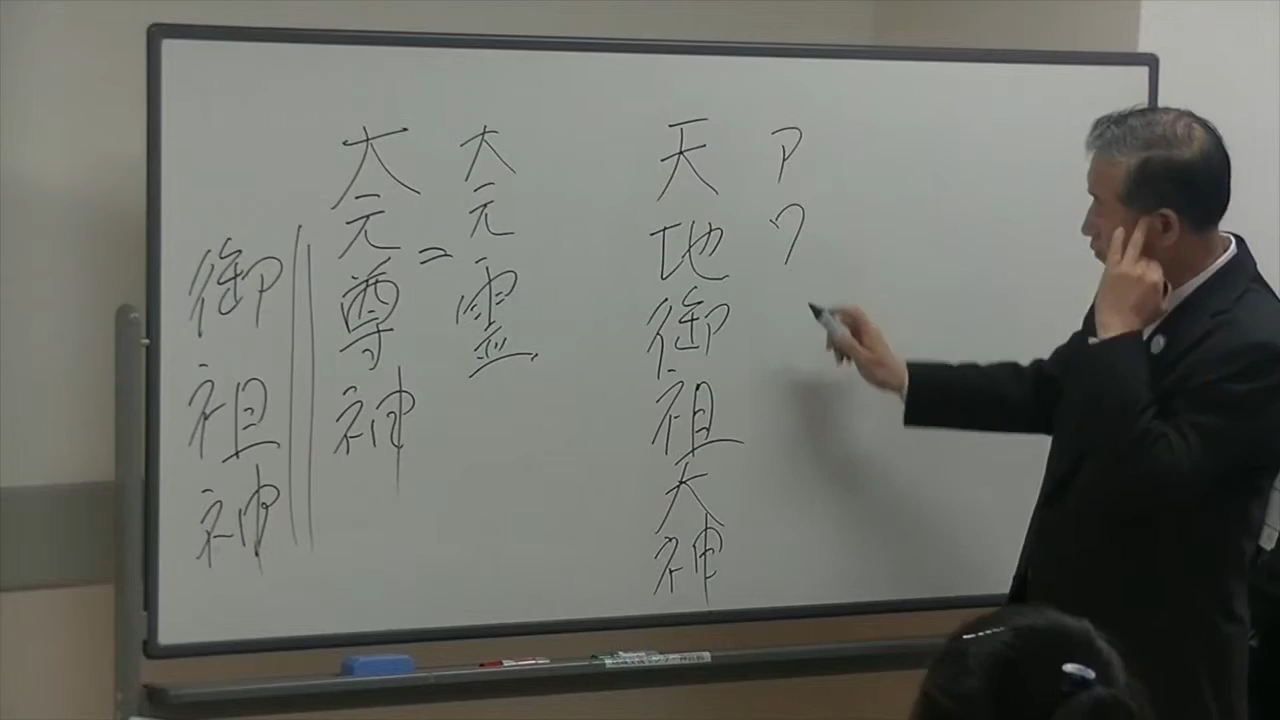 アワ
天地御祖大神
大元霊
=
大元尊神
御祖神